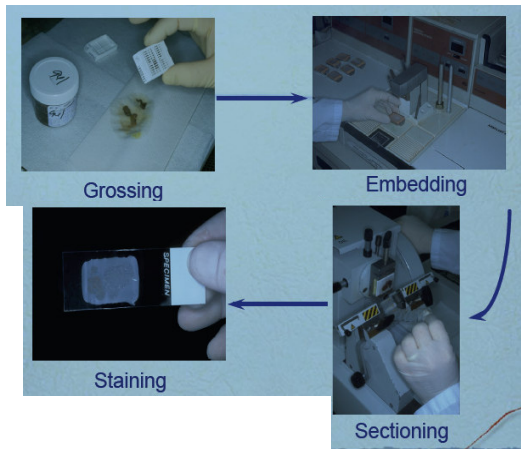 Grossing
Embedding
SPECIMEN
Staining
Sectioning